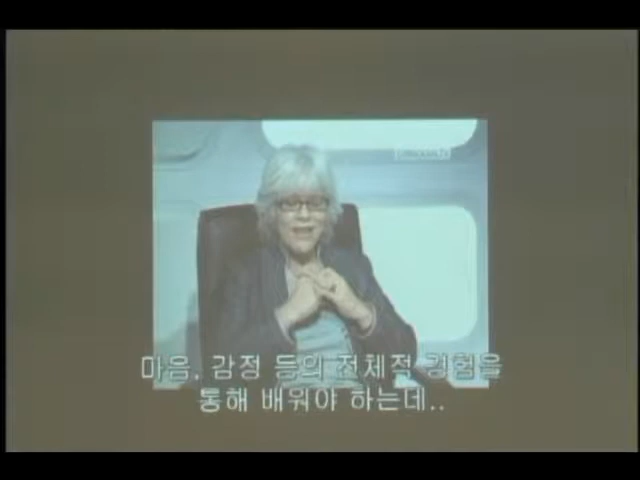 마음, 감정 등의 전체적 경험을
통해 배워야 하는데..